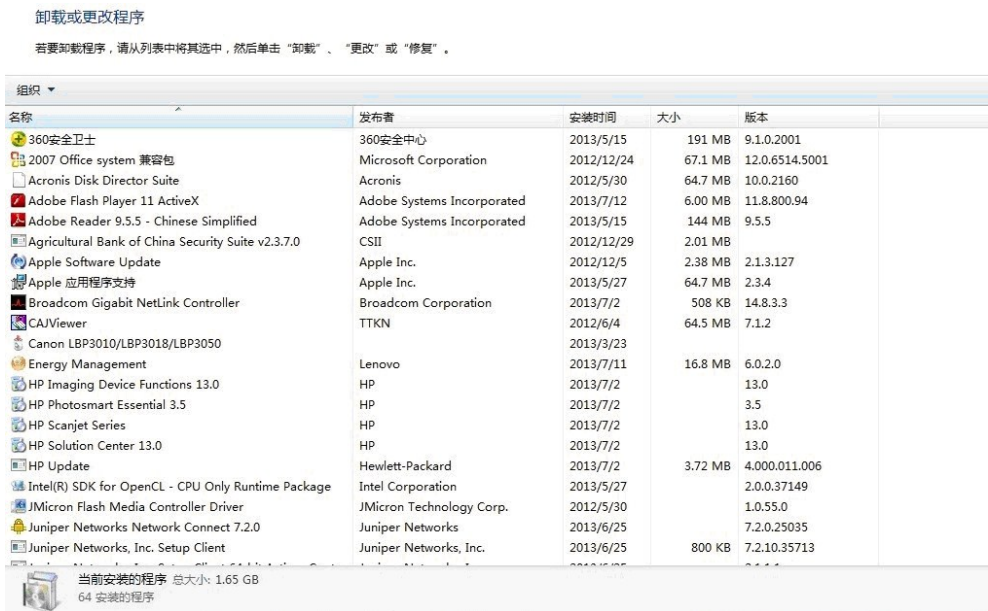 卸载或更改程序
若要卸载程序，请从列表中将其选中，然后单击“卸载”、“更改”或“修复”。
组织
名称 发布者 安装时间 大小 版本
360安全卫士 360安全中心 2013/5/15 191 MB 9.1.0.2001
2007 Office system 兼容包 Microsoft Corporation 2012/12/24 67.1 MB 12.0.6514.5001
Acronis Disk Director Suite Acronis 2012/5/30 64.7 MB 10.0.2160
Adobe Flash Player 11 ActiveX Adobe Systems Incorporated 2013/7/12 6.00 MB 11.8.800.94
Adobe Reader 9.5.5 - Chinese Simplified Adobe Systems Incorporated 2013/5/15 144 MB 9.5.5
Agricultural Bank of China Security Suite v2.3.7.0 CSII 2012/12/29 2.01 MB
Apple Software Update Apple Inc. 2012/12/5 2.38 MB 2.1.3.127
Apple 应用程序支持 Apple Inc. 2013/5/27 64.7 MB 2.3.4
Broadcom Gigabit NetLink Controller Broadcom Corporation 2013/7/2 508 KB 14.8.3.3
CAJViewer TTKN 2012/6/4 64.5 MB 7.1.2
Canon LBP3010/LBP3018/LBP3050 2013/3/23
Energy Management Lenovo 2013/7/11 16.8 MB 6.0.2.0
HP Imaging Device Functions 13.0 HP 2013/7/2 13.0
HP Photosmart Essential 3.5 HP 2013/7/2 3.5
HP Scanjet Series HP 2013/7/2 13.0
HP Solution Center 13.0 HP 2013/7/2 13.0
HP Update Hewlett-Packard 2013/7/2 3.72 MB 4.000.011.006
Intel(R) SDK for OpenCL - CPU Only Runtime Package Intel Corporation 2013/5/27 2.0.0.37149
JMicron Flash Media Controller Driver JMicron Technology Corp. 2012/5/30 1.0.55.0
Juniper Networks Network Connect 7.2.0 Juniper Networks 2013/6/25 7.2.0.25035
Juniper Networks, Inc. Setup Client Juniper Networks, Inc. 2013/6/25 800 KB 7.2.10.35713
当前安装的程序 总大小: 1.65 GB
64 安装的程序